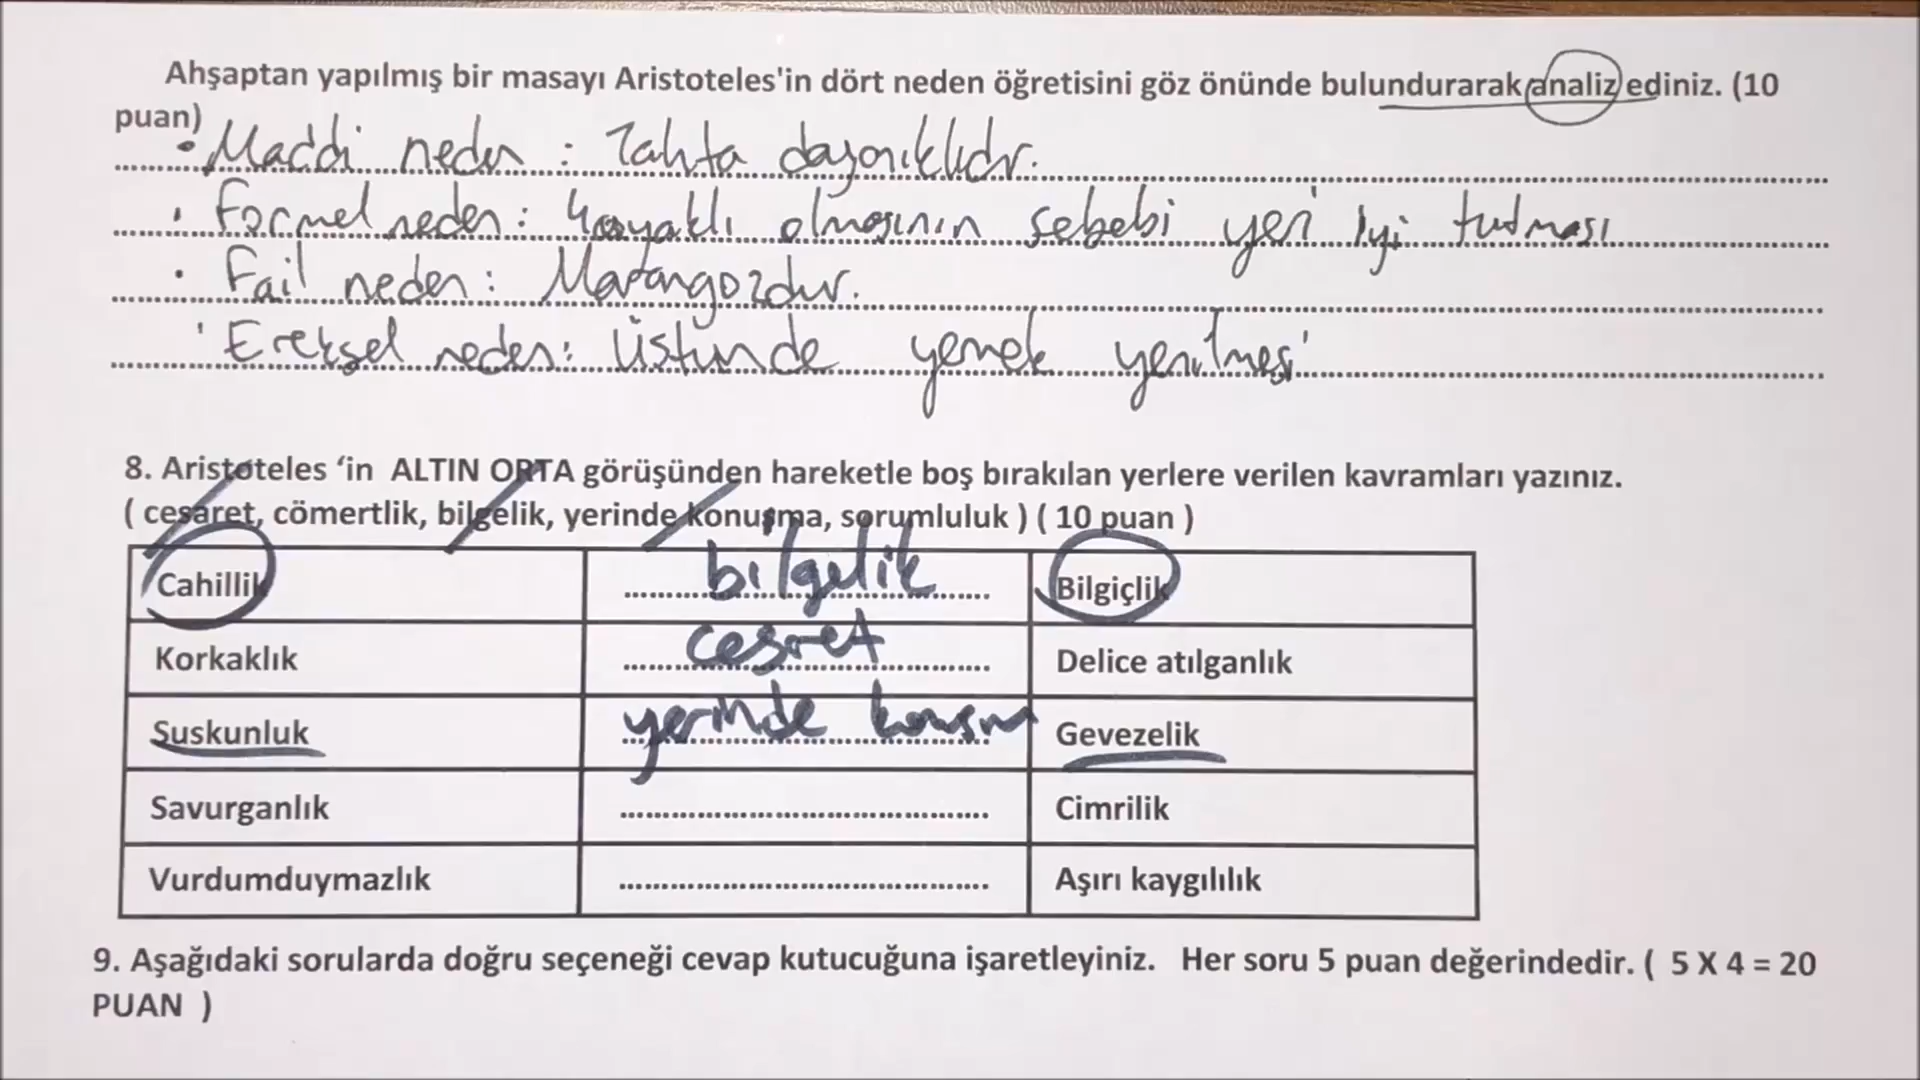 Ahşaptan yapılmış bir masayı Aristoteles'in dört neden öğretisini göz önünde bulundurarak analiz ediniz. (10
puan)
• Maddi neden : Tahta dayanıklıdır.
• Formel neden : 4 ayaklı olmasının sebebi yeri iyi tutması
• Fail neden : Marangozdur.
' Ereksel neden : Üstünde yemek yenilmesi
8. Aristoteles ‘in ALTIN ORTA görüşünden hareketle boş bırakılan yerlere verilen kavramları yazınız.
( cesaret, cömertlik, bilgelik, yerinde konuşma, sorumluluk ) ( 10 puan )
Cahillik bilgelik Bilgiçlik
Korkaklık cesret Delice atılganlık
Suskunluk yerinde Gevezelik
Savurganlık .......................................... Cimrilik
Vurdumduymazlık .......................................... Aşırı kaygılılık
9. Aşağıdaki sorularda doğru seçeneği cevap kutucuğuna işaretleyiniz. Her soru 5 puan değerindedir. ( 5 X 4 = 20
PUAN )